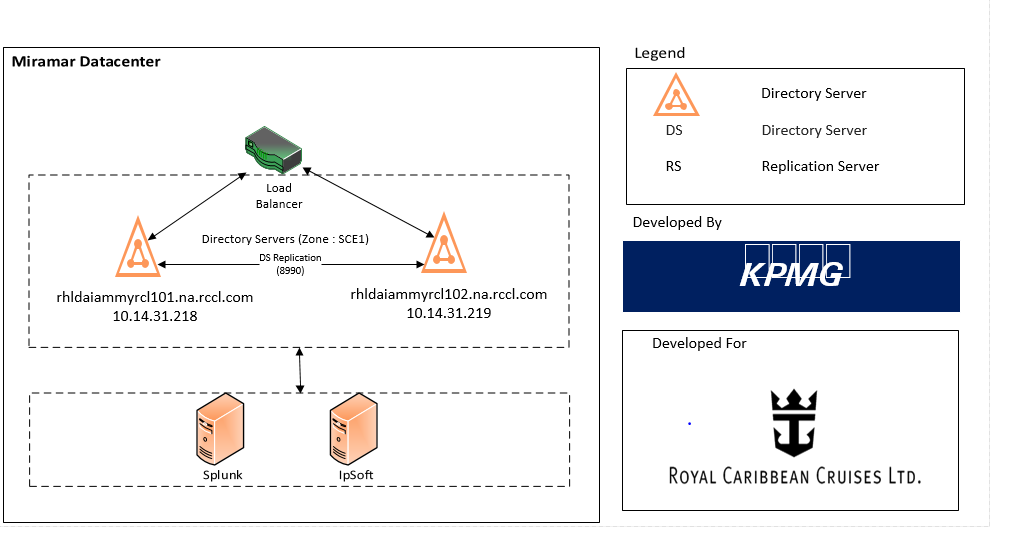 Miramar Datacenter
Load
Balancer
Directory Servers (Zone : SCE1)
DS Replication
(8990)
rhldaiammyrcl101.na.rccl.com
10.14.31.218
rhldaiammyrcl102.na.rccl.com
10.14.31.219
Splunk
IpSoft
Legend
Directory Server
DS Directory Server
RS Replication Server
Developed By
KPMG
Developed For
ROYAL CARIBBEAN CRUISES LTD.